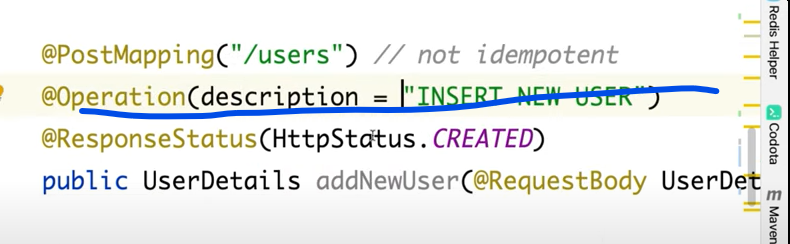 @PostMapping("/users") // not idempotent
@Operation(description = "INSERT NEW USER")
@ResponseStatus(HttpStatus.CREATED)
public UserDetails addNewUser(@RequestBody UserDet
Redis Helper
Codota
Maven